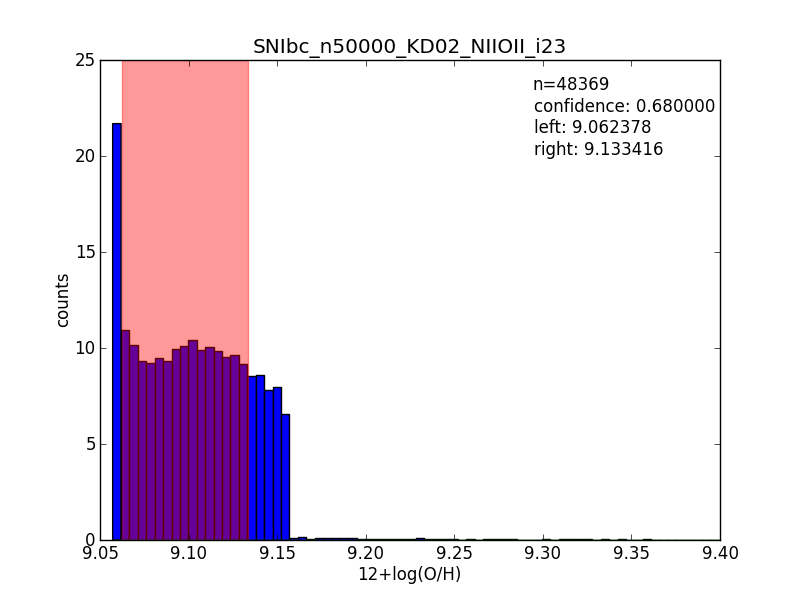 SNIbc_n50000_KD02_NIIOII_i23
n=48369
confidence: 0.680000
left: 9.062378
right: 9.133416
25
20
15
10
5
0
counts
9.05 9.10 9.15 9.20 9.25 9.30 9.35 9.40
12+log(O/H)